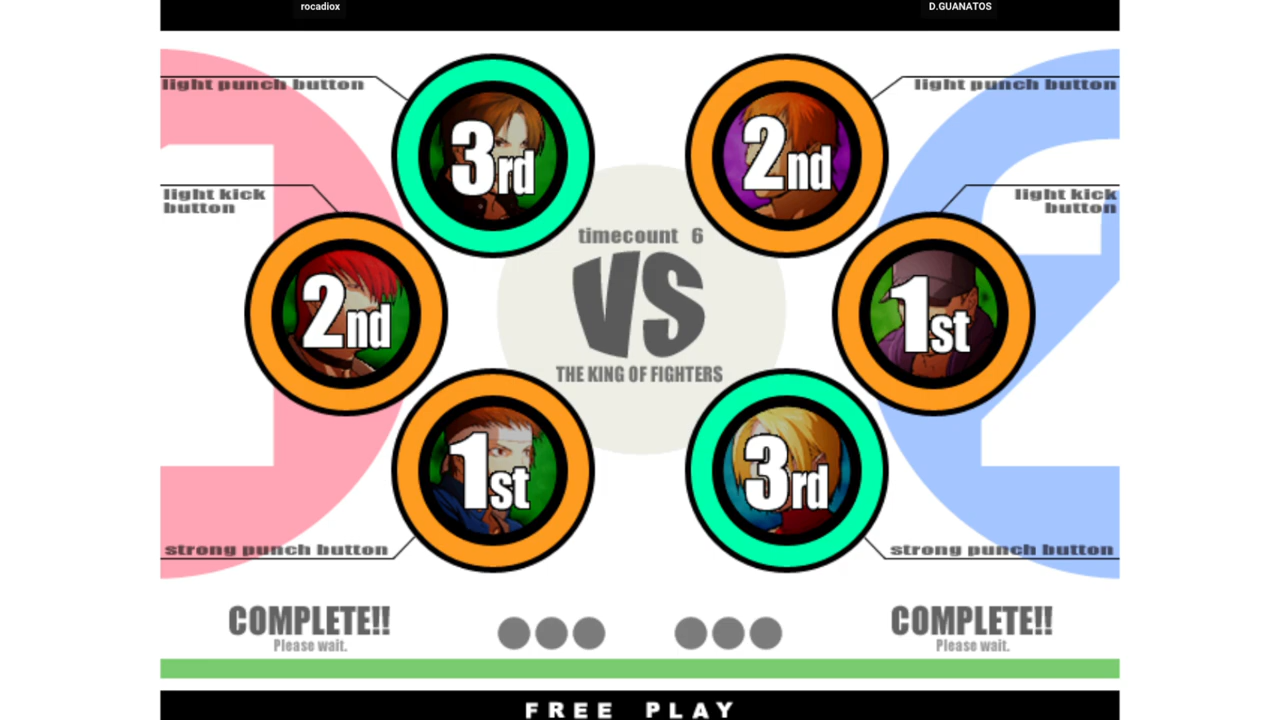 rocadiox
D.GUANATOS
light punch button
light punch button
3rd
2nd
light kick
button
light kick
button
timecount 6
VS
THE KING OF FIGHTERS
2nd
1st
1st
3rd
strong punch button
strong punch button
COMPLETE!!
Please wait.
COMPLETE!!
Please wait.
FREE PLAY